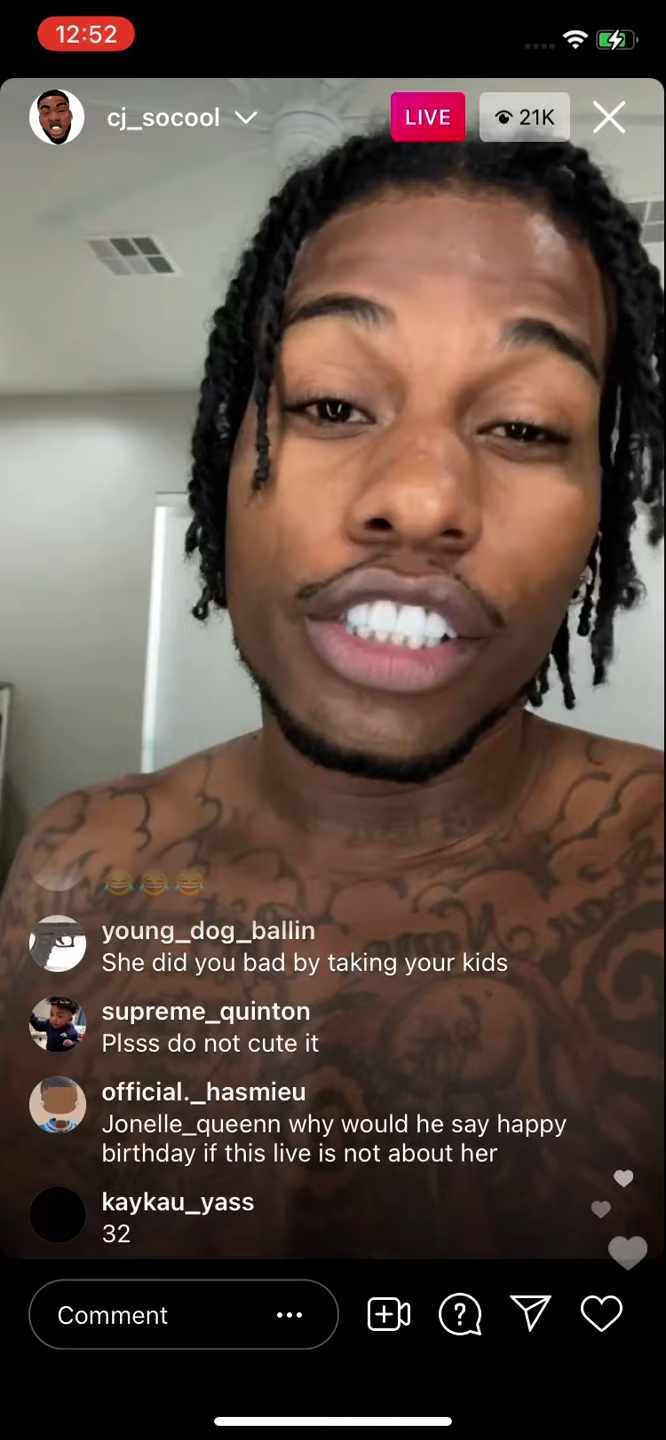 12:52
cj_socool
LIVE
21K
😂😂😂
young_dog_ballin
She did you bad by taking your kids
supreme_quinton
Plsss do not cute it
official._hasmieu
Jonelle_queenn why would he say happy
birthday if this live is not about her
kaykau_yass
32
Comment